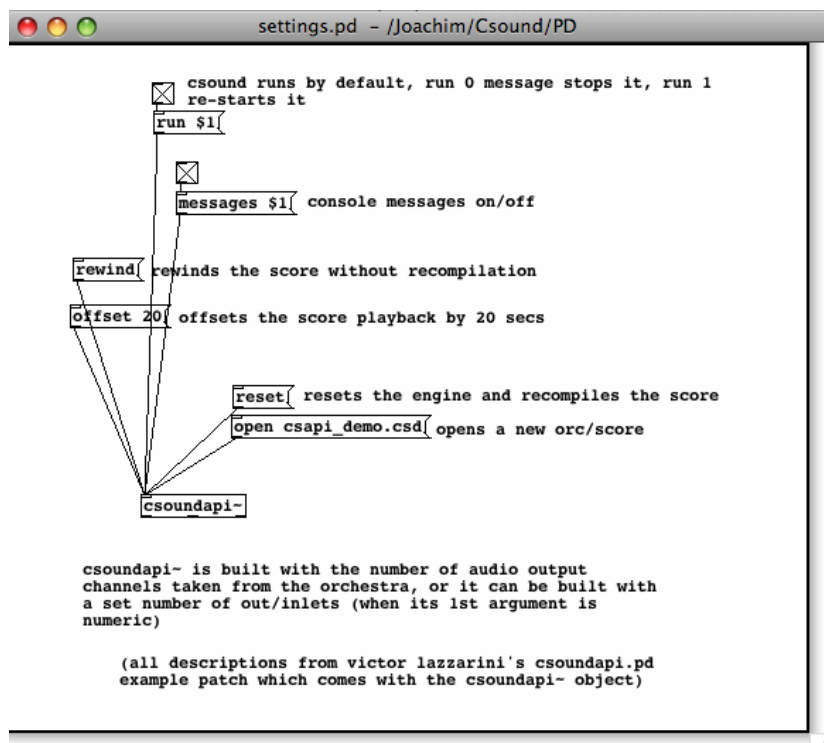 settings.pd – /Joachim/Csound/PD
csound runs by default, run 0 message stops it, run 1
re-starts it
run $1
messages $1 console messages on/off
rewind rewinds the score without recompilation
offset 20 offsets the score playback by 20 secs
reset resets the engine and recompiles the score
open csapi_demo.csd opens a new orc/score
csoundapi~
csoundapi~ is built with the number of audio output
channels taken from the orchestra, or it can be built with
a set number of out/inlets (when its 1st argument is
numeric)
(all descriptions from victor lazzarini's csoundapi.pd
example patch which comes with the csoundapi~ object)